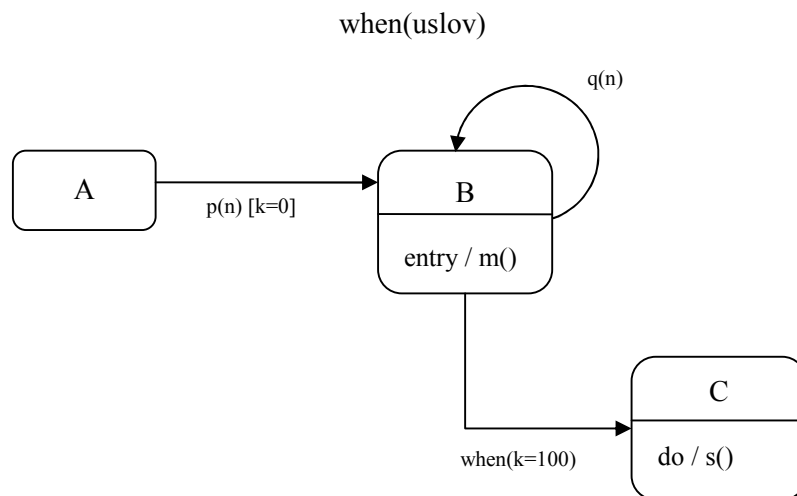 when(uslov)
q(n)
A
B
p(n) [k=0]
entry / m()
C
when(k=100)
do / s()